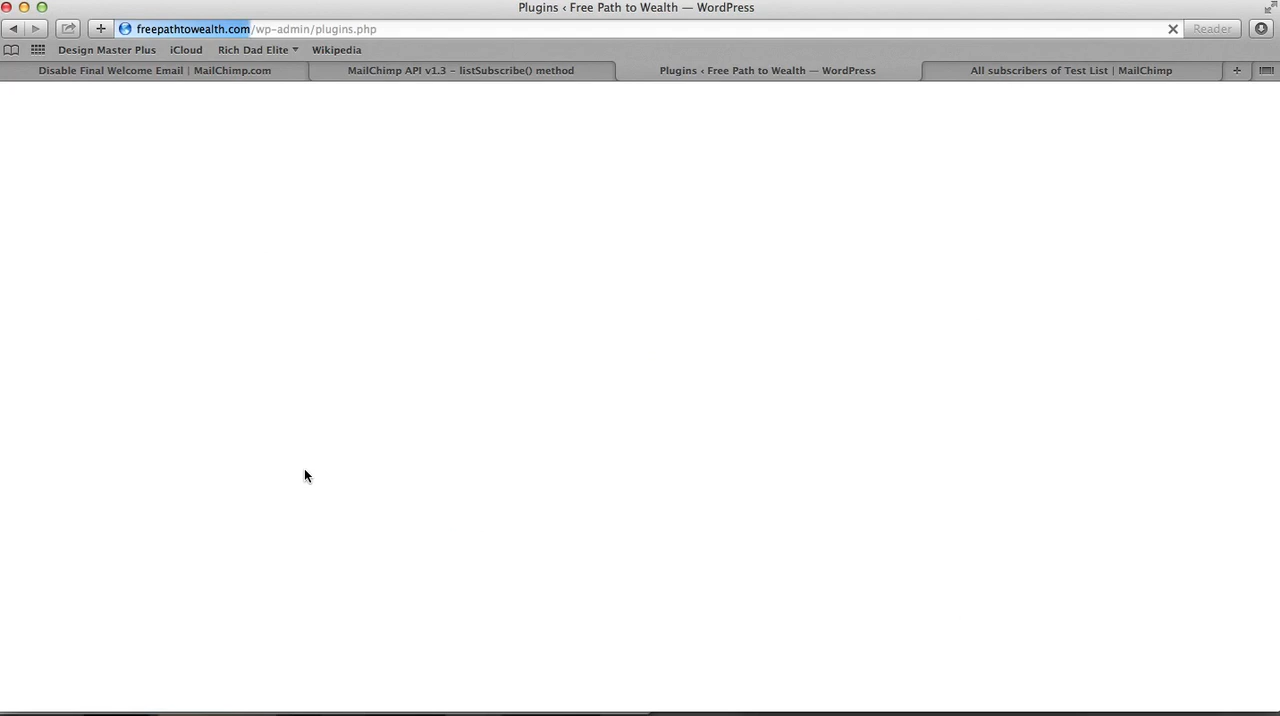 Plugins ‹ Free Path to Wealth — WordPress
freepathtowealth.com/wp-admin/plugins.php Reader
Design Master Plus iCloud Rich Dad Elite Wikipedia
Disable Final Welcome Email | MailChimp.com MailChimp API v1.3 – listSubscribe() method Plugins ‹ Free Path to Wealth — WordPress All subscribers of Test List | MailChimp